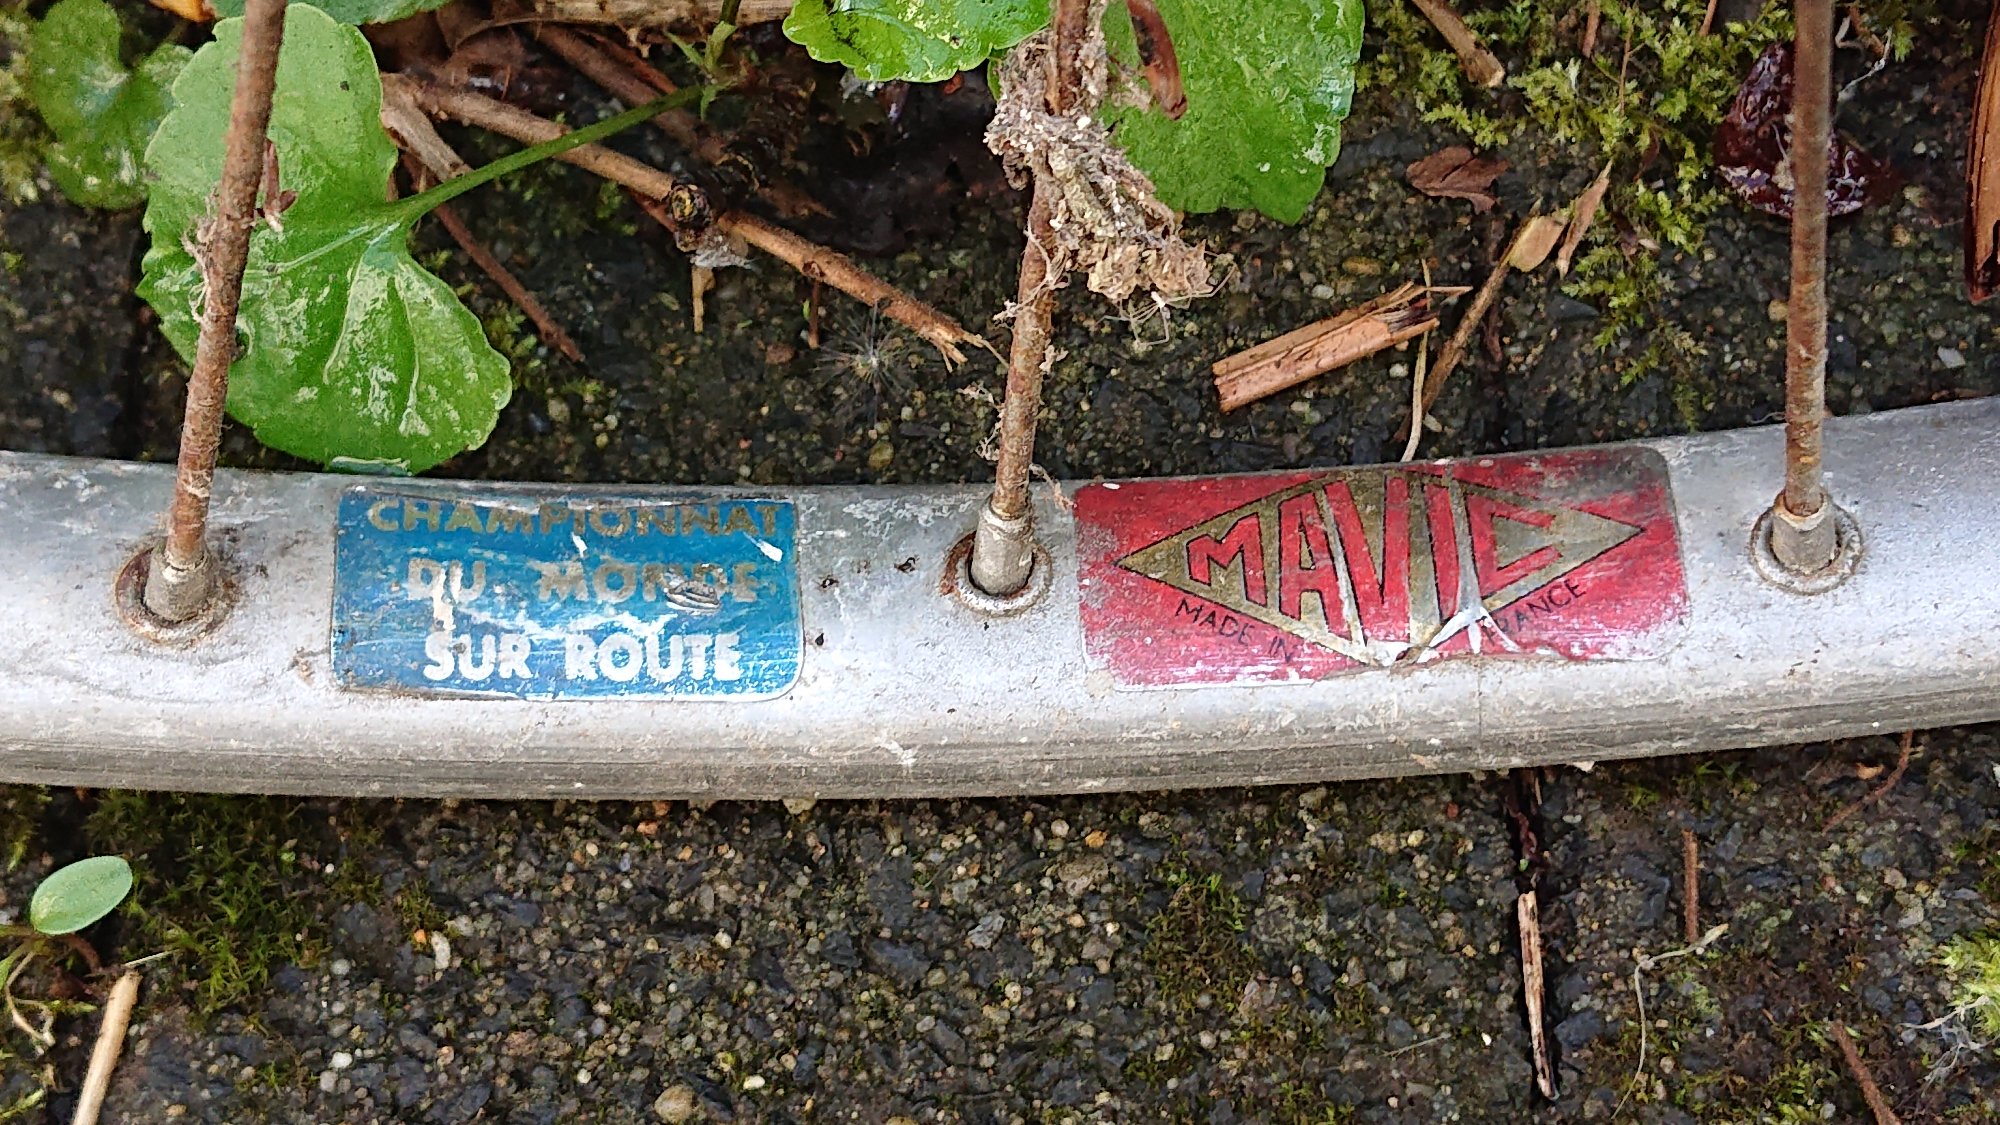 CHAMPIONNAT
DU MONDE
SUR ROUTE
MAVIC
MADE IN FRANCE